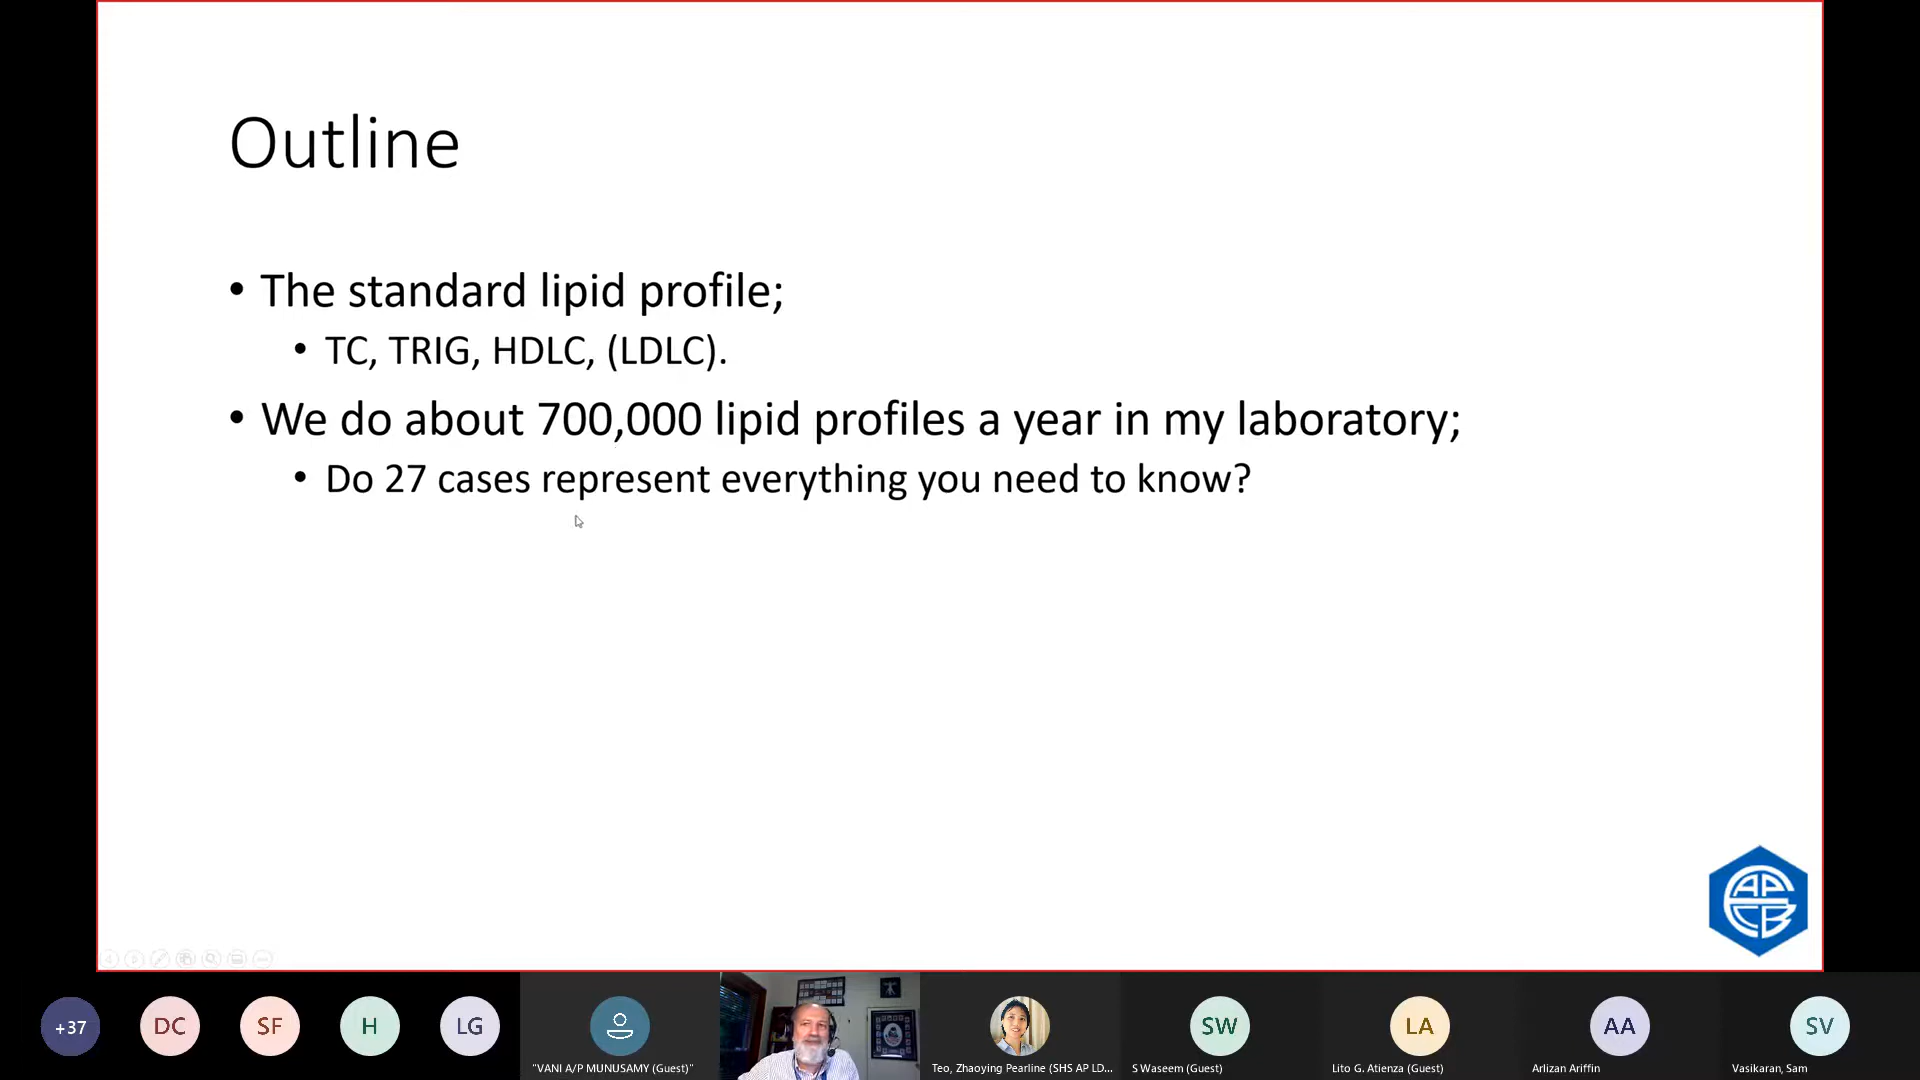 Outline
• The standard lipid profile;
• TC, TRIG, HDLC, (LDLC).
• We do about 700,000 lipid profiles a year in my laboratory;
• Do 27 cases represent everything you need to know?
APFCB
+37
DC
SF
H
LG
"VANI A/P MUNUSAMY (Guest)"
Teo, Zhaoying Pearline (SHS AP LD...
SW
S Waseem (Guest)
LA
Lito G. Atienza (Guest)
AA
Arlizan Ariffin
SV
Vasikaran, Sam